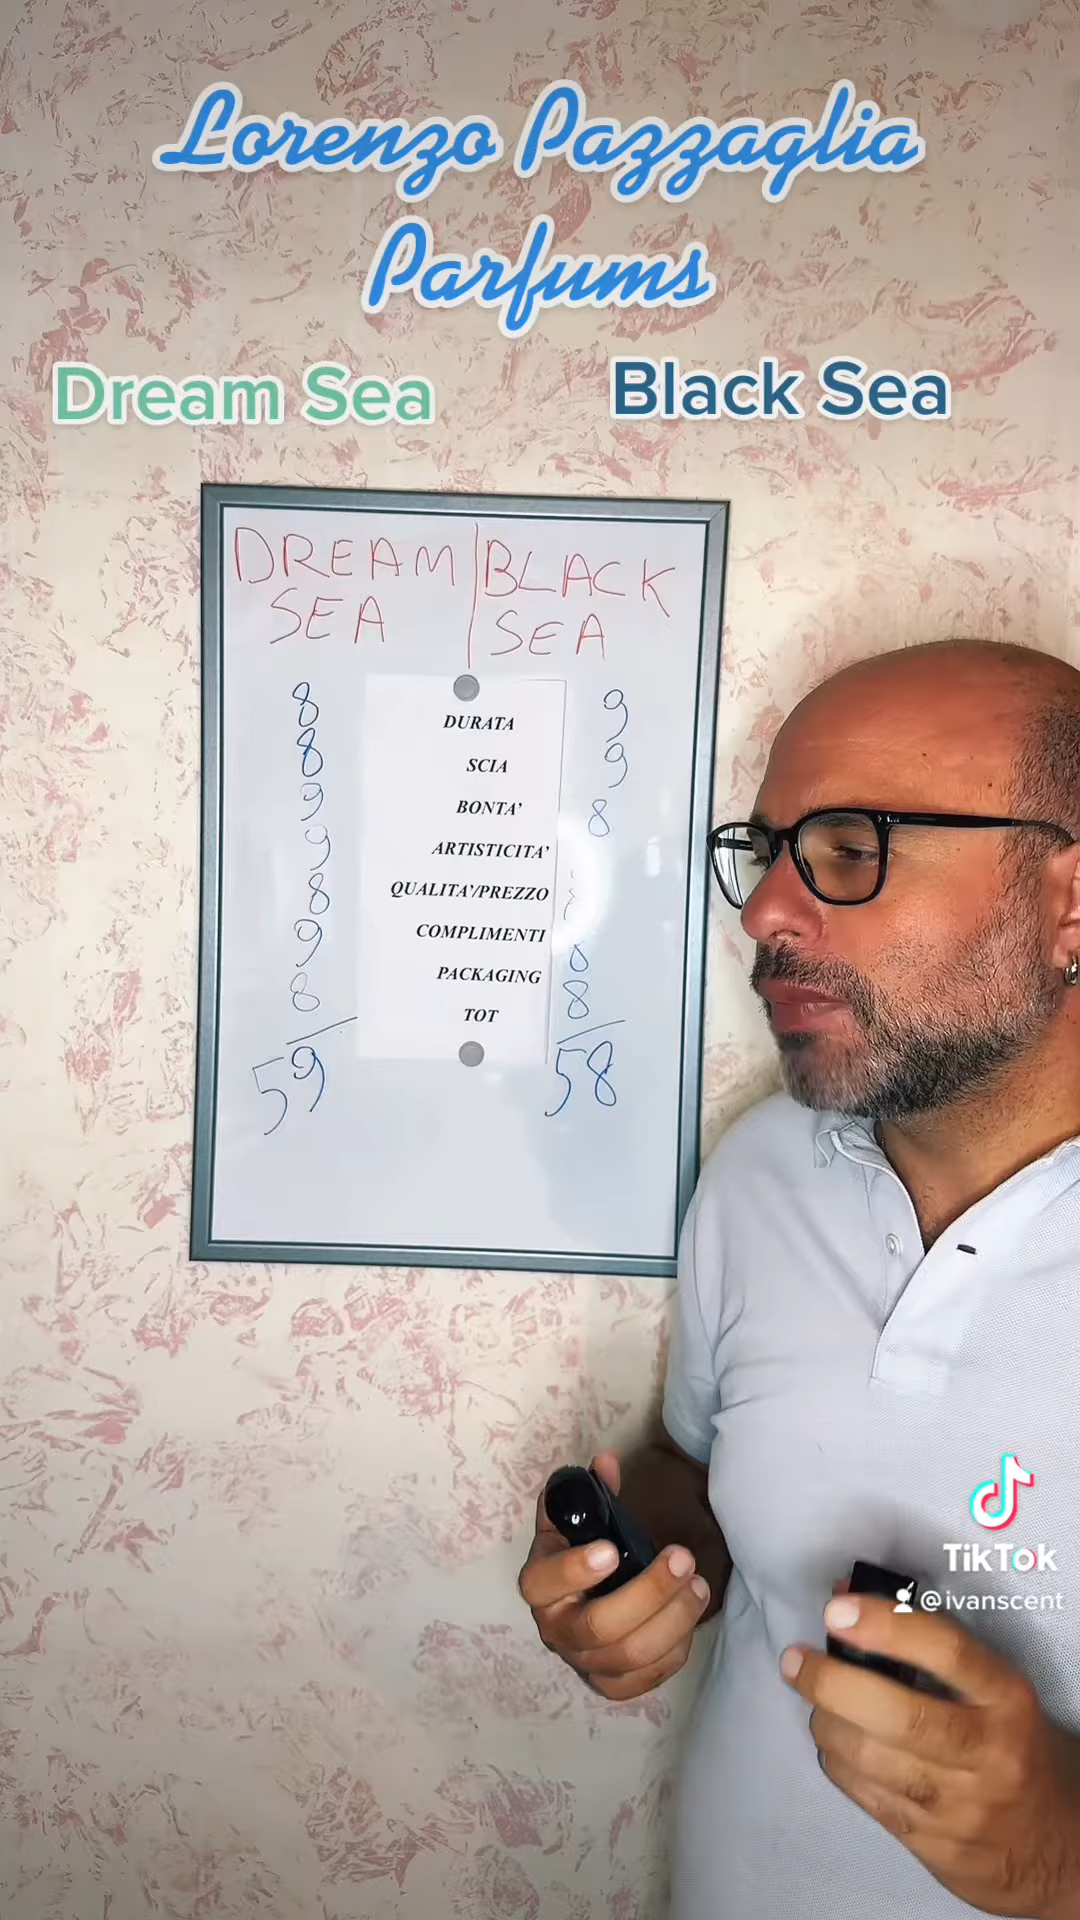 Lorenzo Pazzaglia
Parfums
Dream Sea
Black Sea
DREAM | BLACK
SEA | SEA
8 DURATA 9
8 SCIA 9
9 BONTA' 8
9 ARTISTICITA'
8 QUALITA'/PREZZO
9 COMPLIMENTI 8
8 PACKAGING 8
TOT
59 58
TikTok
@ivanscent